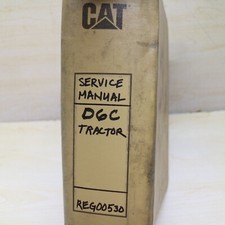 CAT
SERVICE
MANUAL
D6C
TRACTOR
REG00530